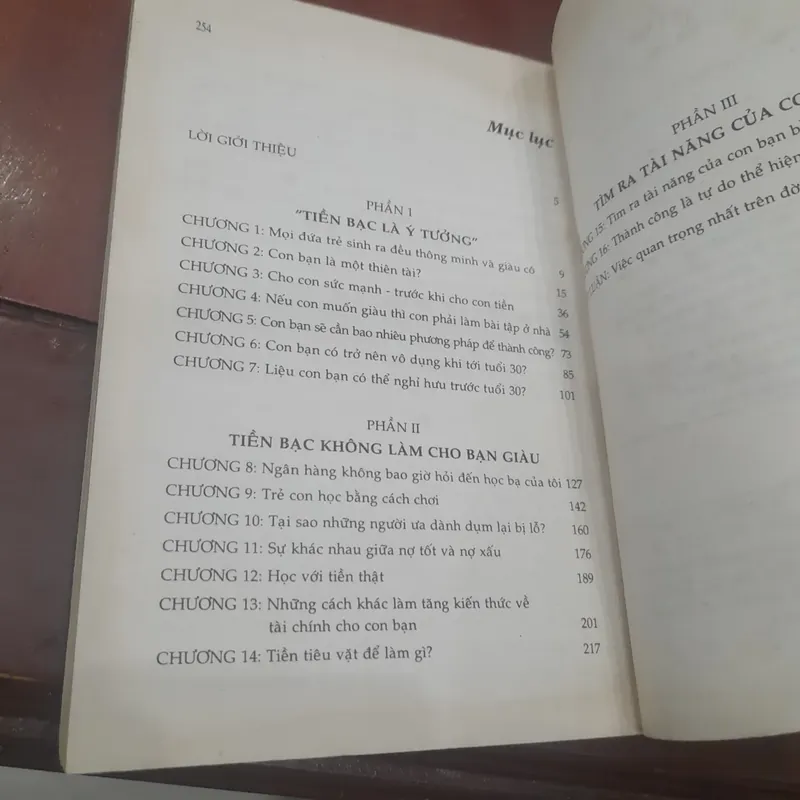 254
Mục lục
LỜI GIỚI THIỆU 5
PHẦN I
"TIỀN BẠC LÀ Ý TƯỞNG"
CHƯƠNG 1: Mọi đứa trẻ sinh ra đều thông minh và giàu có 9
CHƯƠNG 2: Con bạn là một thiên tài? 15
CHƯƠNG 3: Cho con sức mạnh - trước khi cho con tiền 36
CHƯƠNG 4: Nếu con muốn giàu thì con phải làm bài tập ở nhà 54
CHƯƠNG 5: Con bạn sẽ cần bao nhiêu phương pháp để thành công? 73
CHƯƠNG 6: Con bạn có trở nên vô dụng khi tới tuổi 30? 85
CHƯƠNG 7: Liệu con bạn có thể nghỉ hưu trước tuổi 30? 101
PHẦN II
TIỀN BẠC KHÔNG LÀM CHO BẠN GIÀU
CHƯƠNG 8: Ngân hàng không bao giờ hỏi đến học bạ của tôi 127
CHƯƠNG 9: Trẻ con học bằng cách chơi 142
CHƯƠNG 10: Tại sao những người ưa dành dụm lại bị lỗ? 160
CHƯƠNG 11: Sự khác nhau giữa nợ tốt và nợ xấu 176
CHƯƠNG 12: Học với tiền thật 189
CHƯƠNG 13: Những cách khác làm tăng kiến thức về
tài chính cho con bạn 201
CHƯƠNG 14: Tiền tiêu vặt để làm gì? 217
PHẦN III
TÌM RA TÀI NĂNG CỦA
15: Tìm ra tài năng của con bạn
16: Thành công là tự do thể hiện
Việc quan trọng nhất trên đời